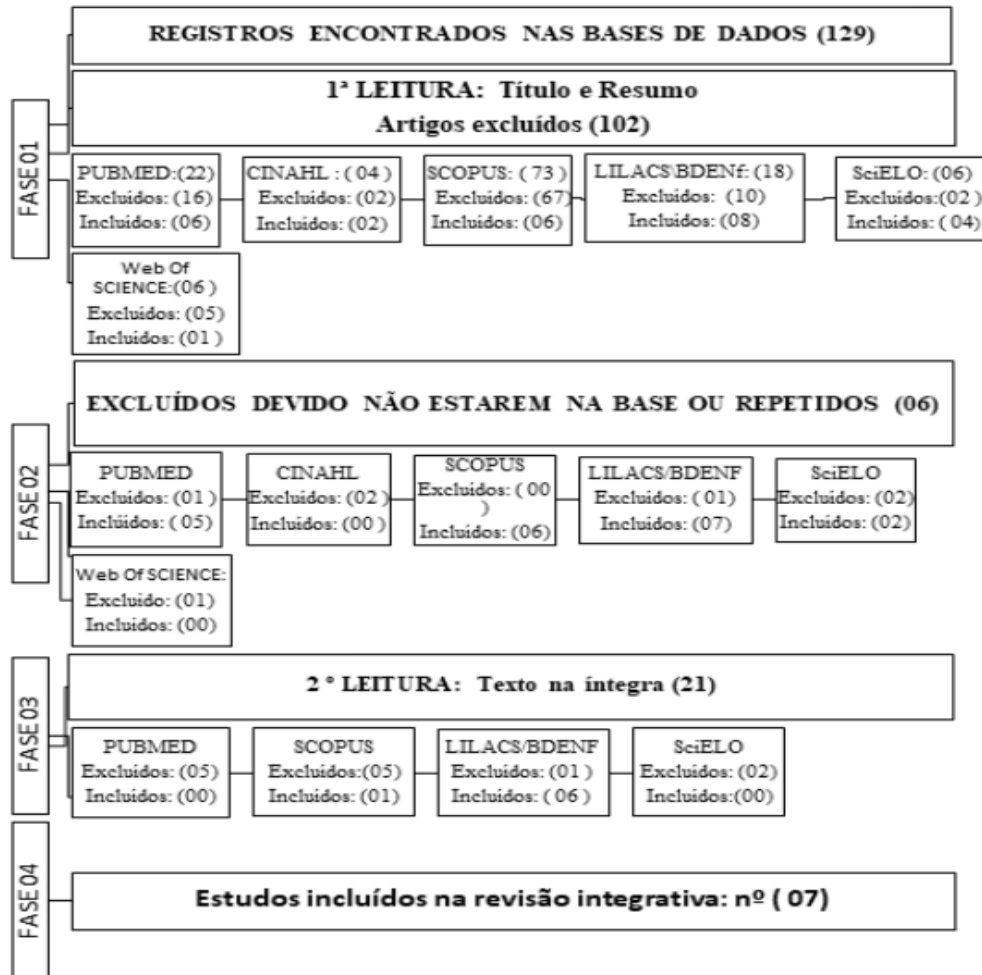 FASE 01
REGISTROS ENCONTRADOS NAS BASES DE DADOS (129)
1ª LEITURA: Título e Resumo
Artigos excluídos (102)
PUBMED:(22)
Excluídos: (16)
Incluídos: (06)
CINAHL : ( 04 )
Excluídos: (02)
Incluídos: (02)
SCOPUS: ( 73 )
Excluídos: (67)
Incluídos: (06)
LILACS\BDENf: (18)
Excluídos: (10)
Incluídos: (08)
SciELO: (06)
Excluídos:(02 )
Incluídos: ( 04)
Web Of
SCIENCE:(06 )
Excluídos: (05)
Incluídos: (01 )
FASE 02
EXCLUÍDOS DEVIDO NÃO ESTAREM NA BASE OU REPETIDOS (06)
PUBMED
Excluídos: (01 )
Inclúidos: ( 05)
CINAHL
Excluídos: (02 )
Incluídos: (00 )
SCOPUS
Excluídos: ( 00
)
Incluídos: (06)
LILACS/BDENF
Excluídos: ( 01)
Incluídos: (07)
SciELO
Excluídos: (02)
Incluídos: (02)
Web Of SCIENCE:
Excluído: (01)
Incluídos: (00)
FASE 03
2 ° LEITURA: Texto na íntegra (21)
PUBMED
Excluídos: (05)
Incluídos: (00)
SCOPUS
Excluídos:(05)
Incluídos: (01)
LILACS/BDENF
Excluídos: (01 )
Incluídos: ( 06)
SciELO
Excluídos: (02)
Incluídos:(00)
FASE 04
Estudos incluídos na revisão integrativa: nº ( 07)